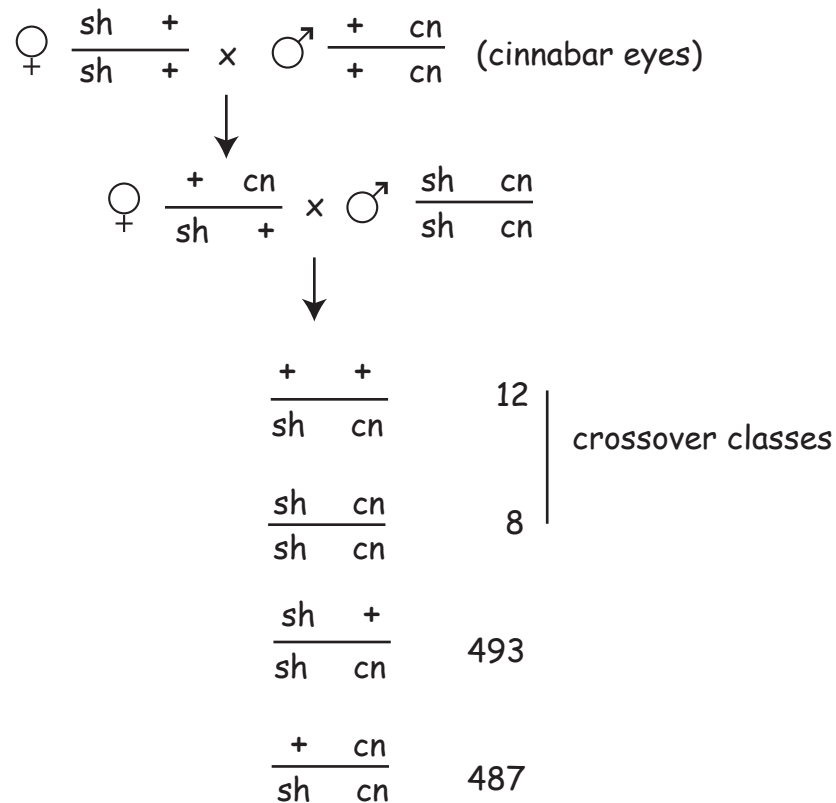 ♀ sh + x ♂ + cn (cinnabar eyes)
sh + + cn
♀ + cn x ♂ sh cn
sh + sh cn
+ + 12
sh cn
crossover classes
sh cn 8
sh cn
sh + 493
sh cn
+ cn 487
sh cn